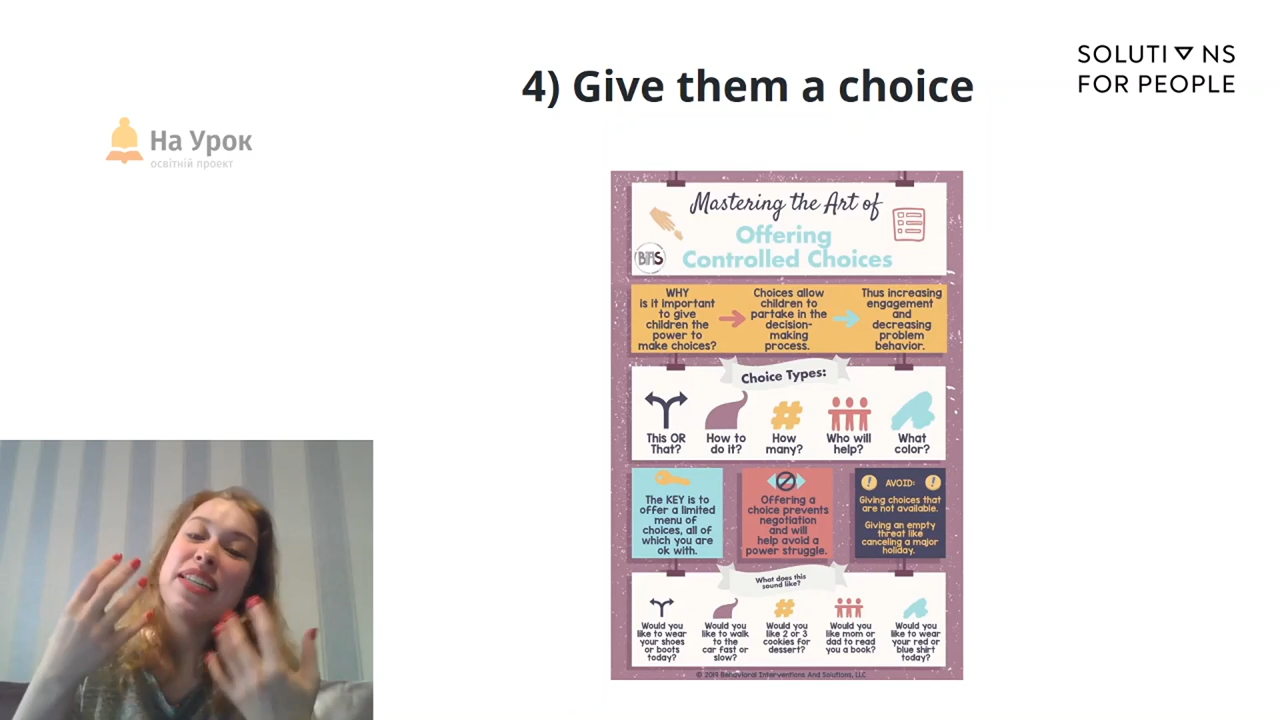 4) Give them a choice
SOLUTI NS
FOR PEOPLE
На Урок
освітній проект
Mastering the Art of
Offering
Controlled Choices
BIAS
WHY
is it important
to give
children the
power to
make choices?
Choices allow
children to
partake in the
decision-
making
process.
Thus increasing
engagement
and
decreasing
problem
behavior.
Choice Types:
This OR
That?
How to
do it?
#
How
many?
Who will
help?
What
color?
The KEY is to
offer a limited
menu of
choices, all of
which you are
ok with.
Offering a
choice prevents
negotiation
and will
help avoid a
power struggle.
! AVOID: !
Giving choices that
are not available.
Giving an empty
threat like
canceling a major
holiday.
What does this
sound like?
Would you
like to wear
your shoes
or boots
today?
Would you
like to walk
to the
car fast or
slow?
#
Would you
like 2 or 3
cookies for
dessert?
Would you
like mom or
dad to read
you a book?
Would you
like to wear
your red or
blue shirt
today?
© 2019 Behavioral Interventions And Solutions, LLC